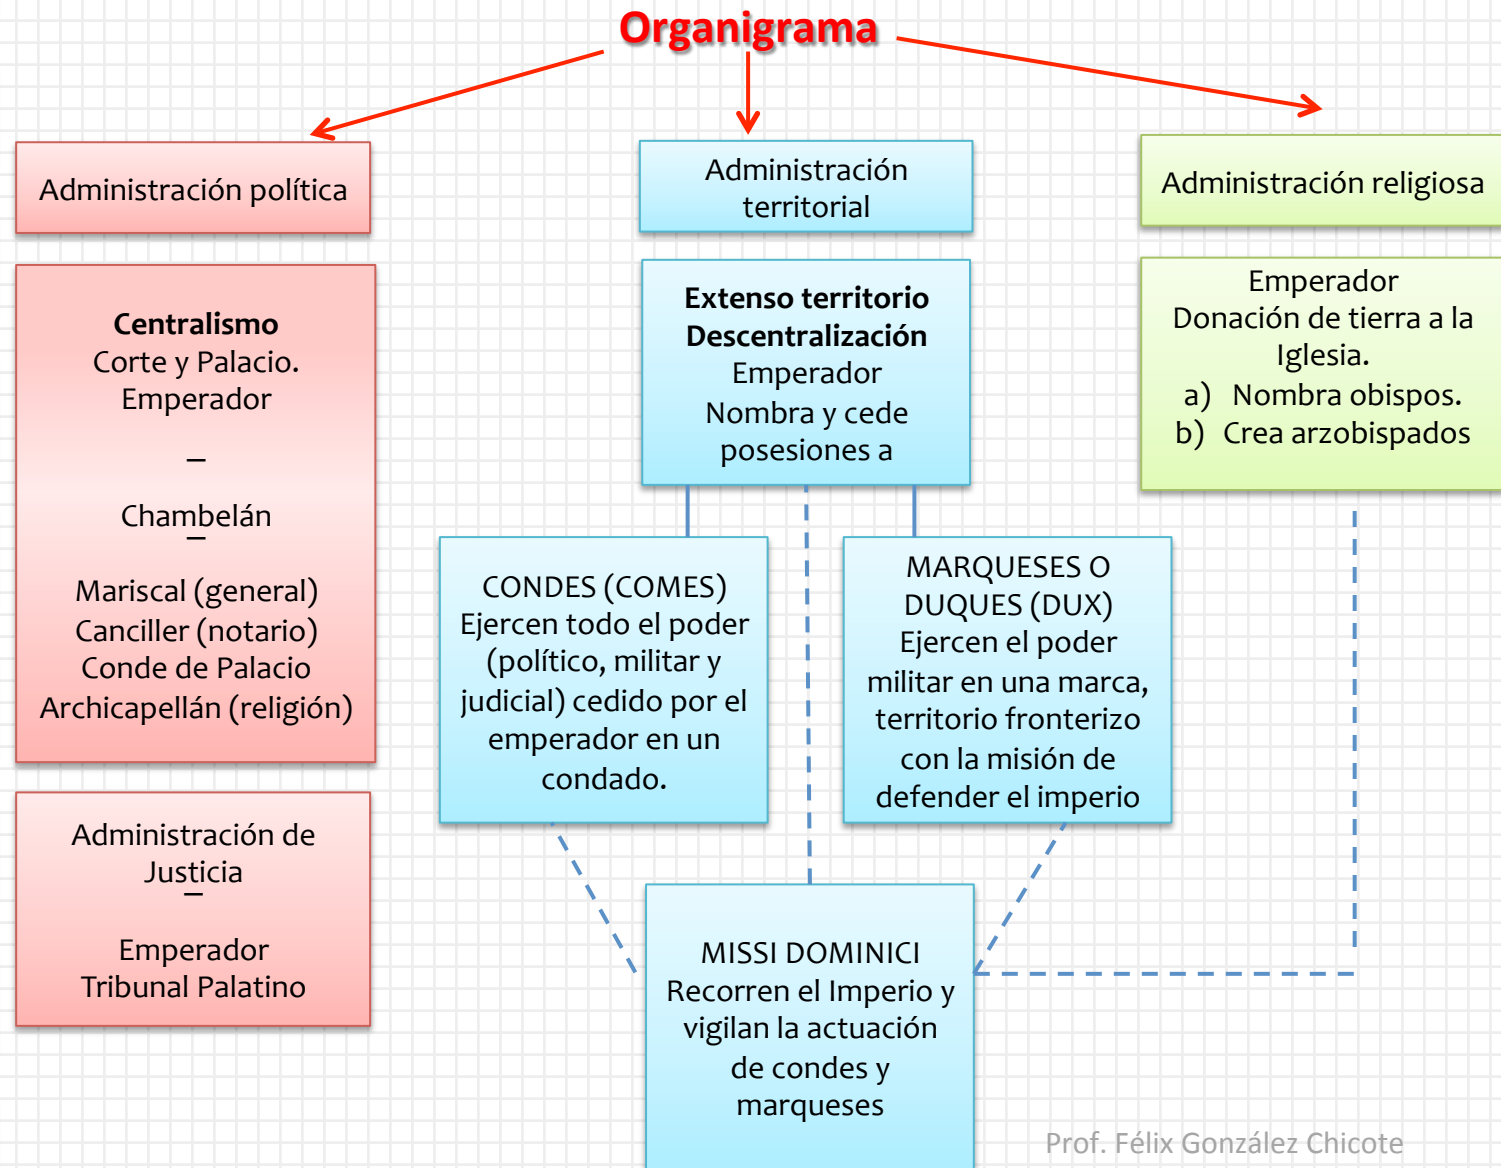 Organigrama
Administración política
Centralismo
Corte y Palacio.
Emperador
–
Chambelán
–
Mariscal (general)
Canciller (notario)
Conde de Palacio
Archicapellán (religión)
Administración de
Justicia
–
Emperador
Tribunal Palatino
Administración
territorial
Extenso territorio
Descentralización
Emperador
Nombra y cede
posesiones a
CONDES (COMES)
Ejercen todo el poder
(político, militar y
judicial) cedido por el
emperador en un
condado.
MARQUESES O
DUQUES (DUX)
Ejercen el poder
militar en una marca,
territorio fronterizo
con la misión de
defender el imperio
MISSI DOMINICI
Recorren el Imperio y
vigilan la actuación
de condes y
marqueses
Administración religiosa
Emperador
Donación de tierra a la
Iglesia.
a) Nombra obispos.
b) Crea arzobispados
Prof. Félix González Chicote